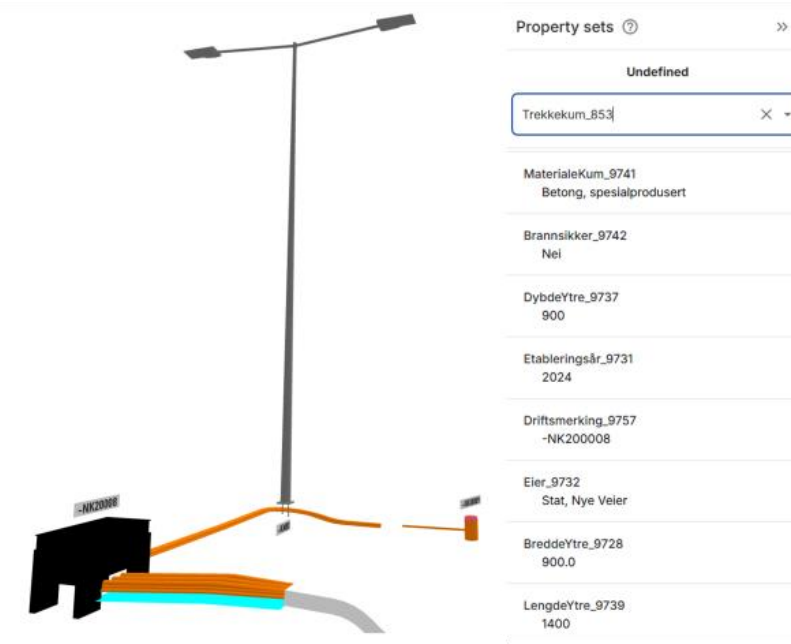 Property sets
Undefined
Trekkekum_853
MaterialeKum_9741
Betong, spesialprodusert
Brannsikker_9742
Nei
DybdeYtre_9737
900
Etableringsår_9731
2024
Driftsmerking_9757
-NK200008
Eier_9732
Stat, Nye Veier
BreddeYtre_9728
900.0
LengdeYtre_9739
1400
-NK200008